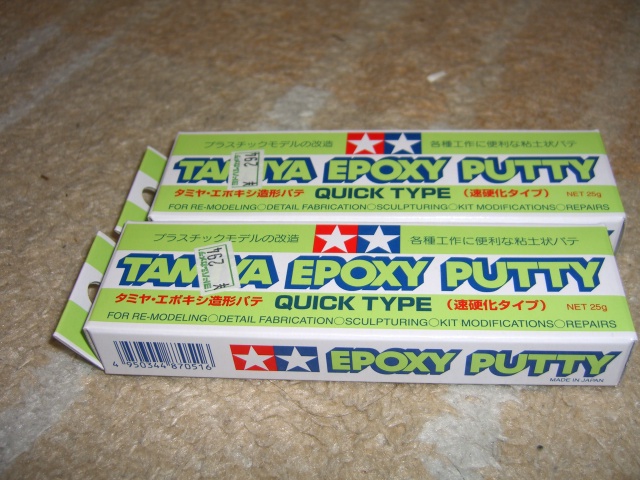 プラスチックモデルの改造 各種工作に便利な粘土状パテ
TAMIYA EPOXY PUTTY
タミヤ・エポキシ造形パテ QUICK TYPE (速硬化タイプ) NET 25g
FOR RE-MODELING○DETAIL FABRICATION○SCULPTURING○KIT MODIFICATIONS○REPAIRS
294
プラスチックモデルの改造 各種工作に便利な粘土状パテ
TAMIYA EPOXY PUTTY
タミヤ・エポキシ造形パテ QUICK TYPE (速硬化タイプ) NET 25g
FOR RE-MODELING○DETAIL FABRICATION○SCULPTURING○KIT MODIFICATIONS○REPAIRS
294
4 950344 870516
EPOXY PUTTY
MADE IN JAPAN